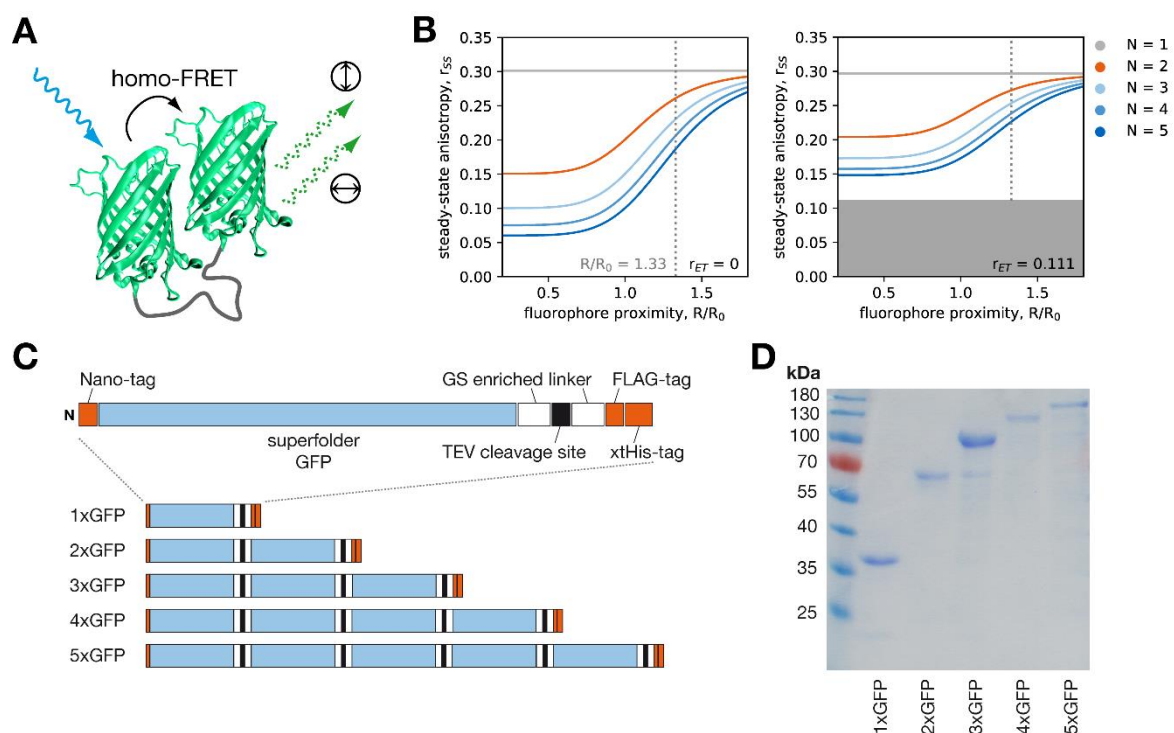 A
homo-FRET
B
steady-state anisotropy, rSS
0.35
0.30
0.25
0.20
0.15
0.10
0.05
0.00
R/R0 = 1.33
rET = 0
0.5
1.0
1.5
fluorophore proximity, R/R0
steady-state anisotropy, rSS
0.35
0.30
0.25
0.20
0.15
0.10
0.05
0.00
rET = 0.111
0.5
1.0
1.5
fluorophore proximity, R/R0
N = 1
N = 2
N = 3
N = 4
N = 5
C
Nano-tag
GS enriched linker
FLAG-tag
N
superfolder
GFP
TEV cleavage site
xtHis-tag
1xGFP
2xGFP
3xGFP
4xGFP
5xGFP
D
kDa
180
130
100
70
55
40
35
25
1xGFP
2xGFP
3xGFP
4xGFP
5xGFP